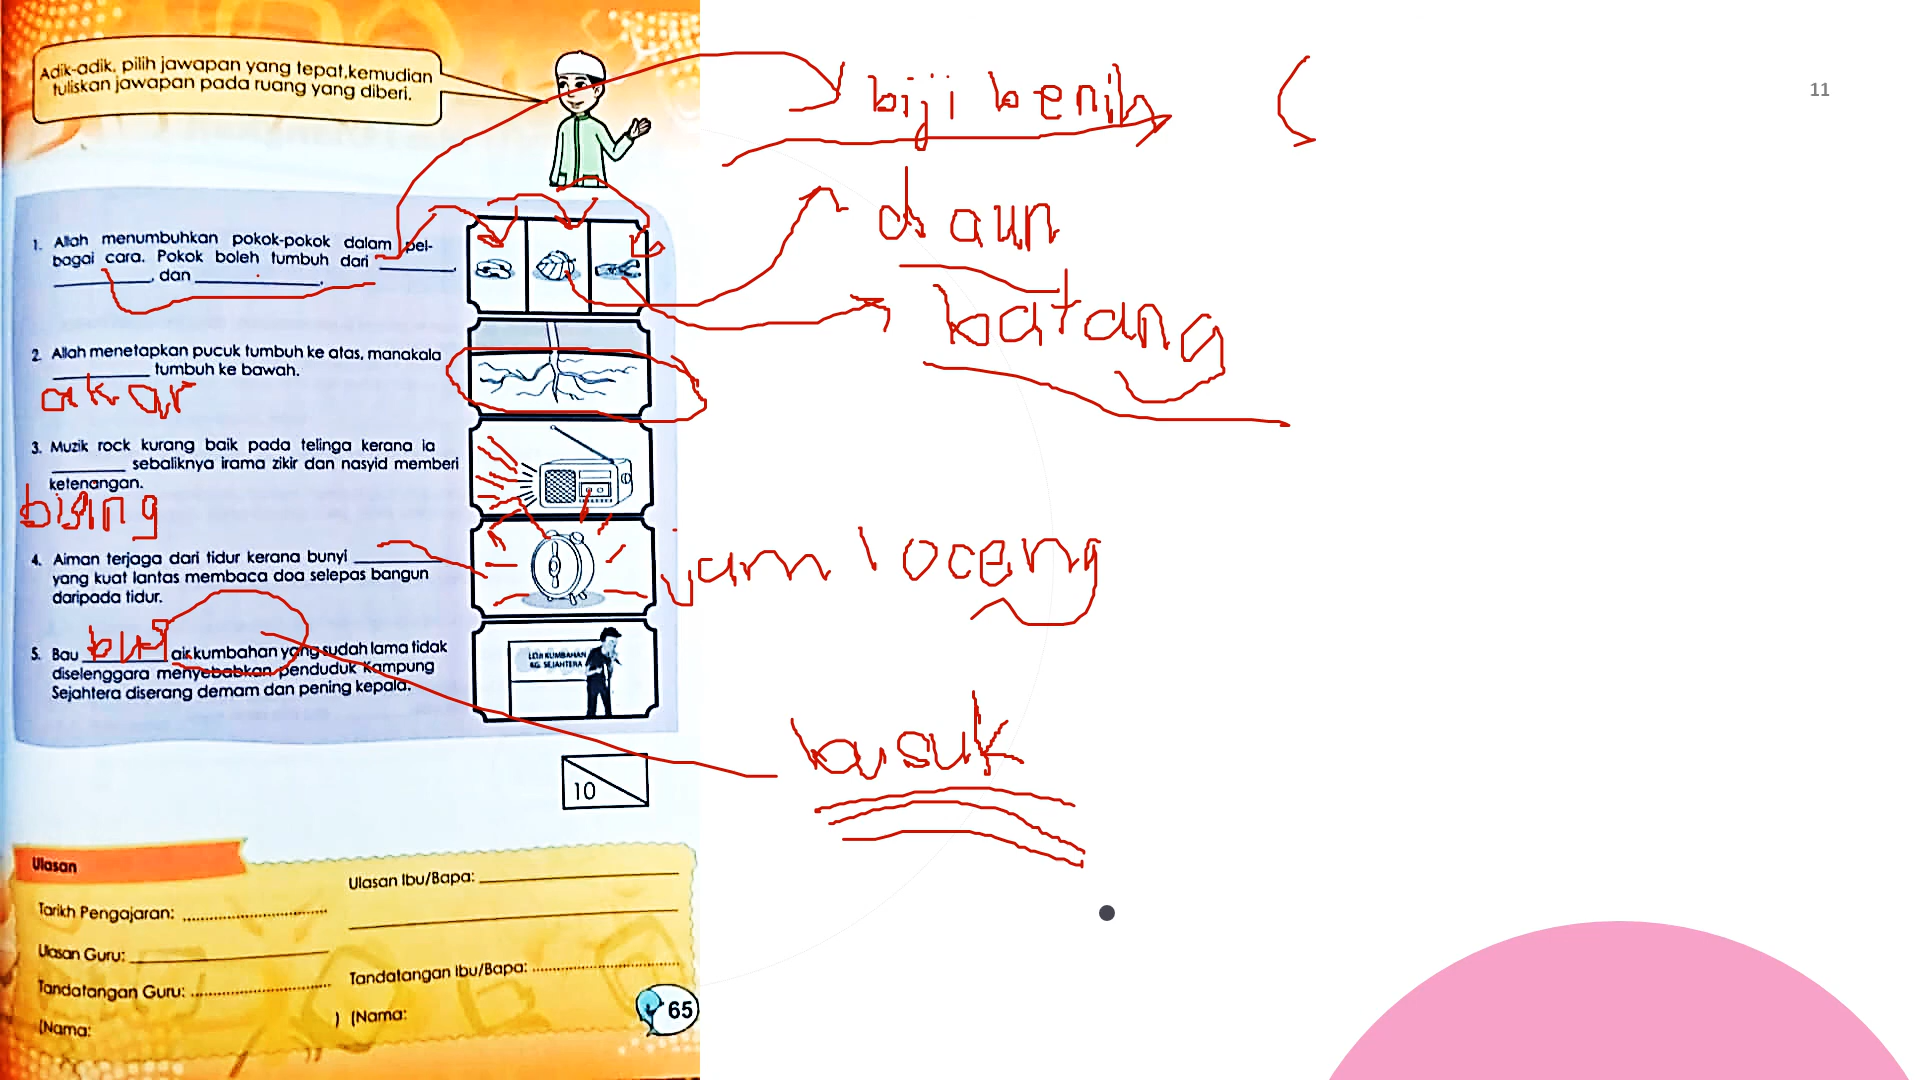 Adik-adik, pilih jawapan yang tepat,kemudian
tuliskan jawapan pada ruang yang diberi.
11
biji benih
daun
batang
1. Allah menumbuhkan pokok-pokok dalam pel-
bagai cara. Pokok boleh tumbuh dari ________,
________, dan ________.
2. Allah menetapkan pucuk tumbuh ke atas, manakala
________ tumbuh ke bawah.
akar
3. Muzik rock kurang baik pada telinga kerana ia
________ sebaliknya irama zikir dan nasyid memberi
ketenangan.
bising
4. Aiman terjaga dari tidur kerana bunyi ________
yang kuat lantas membaca doa selepas bangun
daripada tidur.
jam loceng
5. Bau ________ air kumbahan yang sudah lama tidak
diselenggara menyebabkan penduduk Kampung
Sejahtera diserang demam dan pening kepala.
LOJI KUMBAHAN
KG. SEJAHTERA
busuk
10
Ulasan
Ulasan Ibu/Bapa:
Tarikh Pengajaran:
Ulasan Guru:
Tandatangan Ibu/Bapa:
Tandatangan Guru:
(Nama: ) (Nama:
65